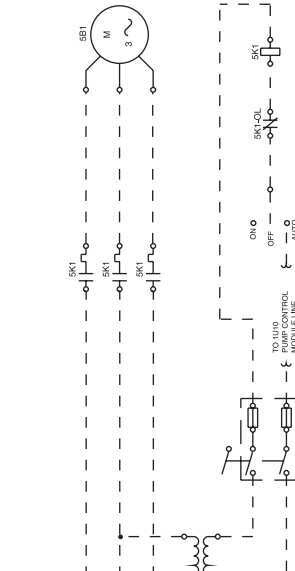 5B1
M
3
5K1
5K1-OL
ON
OFF
AUTO
5K1
5K1
5K1
TO 1U10
PUMP CONTROL
MODULE LINE